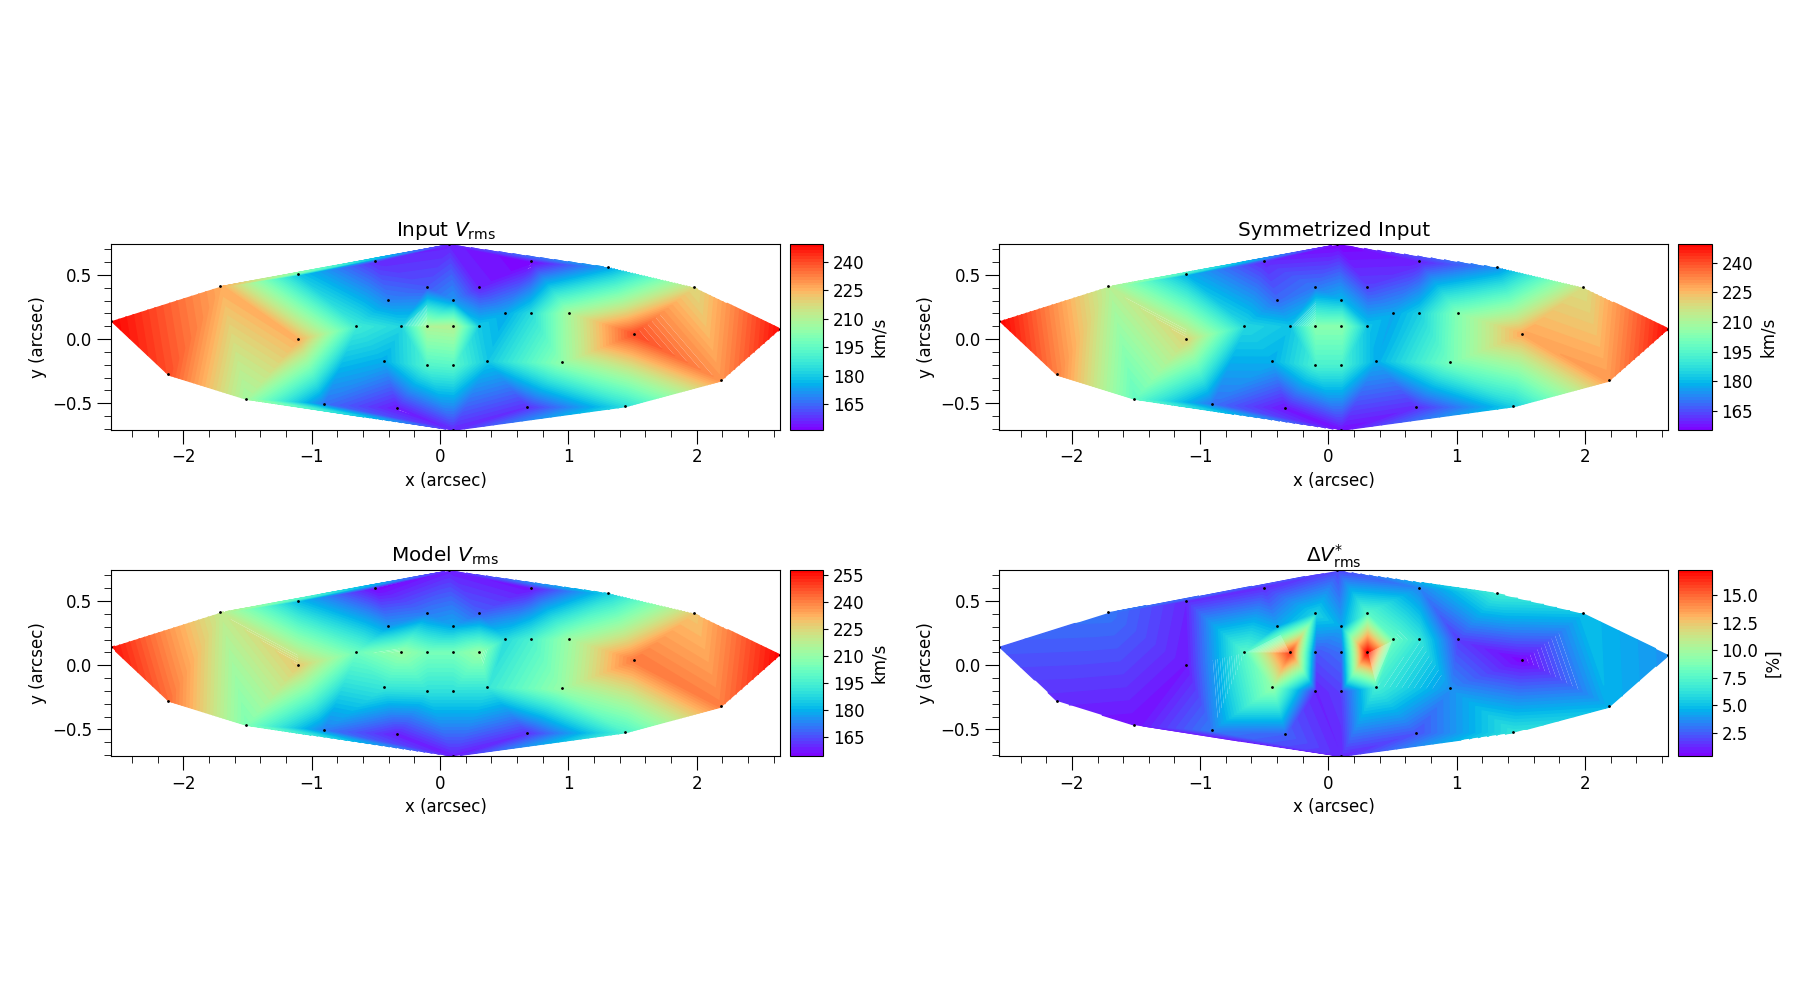 Input Vrms
Symmetrized Input
0.5
0.0
−0.5
y (arcsec)
−2 −1 0 1 2
x (arcsec)
240
225
210
195
180
165
km/s
0.5
0.0
−0.5
y (arcsec)
−2 −1 0 1 2
x (arcsec)
240
225
210
195
180
165
km/s
Model Vrms
ΔV*rms
0.5
0.0
−0.5
y (arcsec)
−2 −1 0 1 2
x (arcsec)
255
240
225
210
195
180
165
km/s
0.5
0.0
−0.5
y (arcsec)
−2 −1 0 1 2
x (arcsec)
15.0
12.5
10.0
7.5
5.0
2.5
[%]